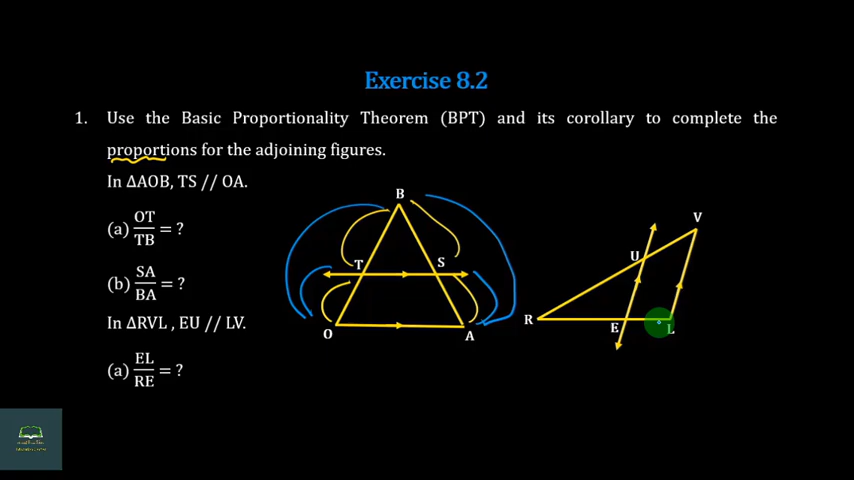 Exercise 8.2
1. Use the Basic Proportionality Theorem (BPT) and its corollary to complete the
proportions for the adjoining figures.
In ΔAOB, TS // OA.
(a) OT/TB = ?
(b) SA/BA = ?
In ΔRVL , EU // LV.
(a) EL/RE = ?
B
T
S
O
A
V
U
R
E
L